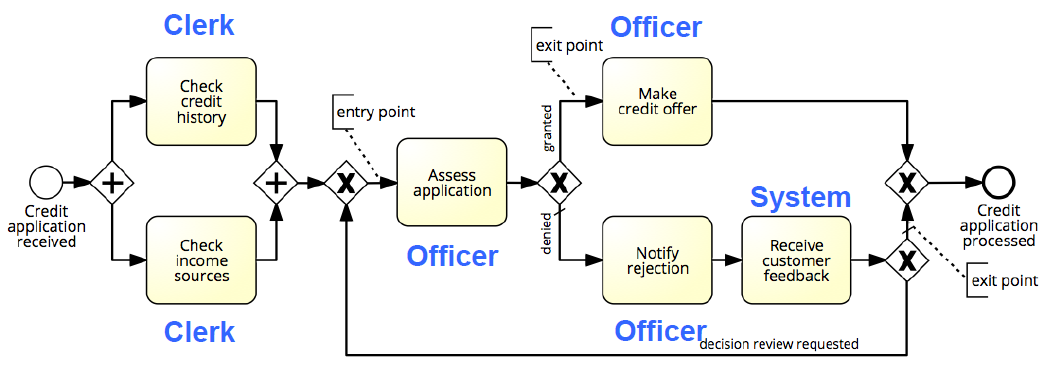 Clerk
Check
credit
history
Credit
application
received
Check
income
sources
Clerk
entry point
Assess
application
Officer
exit point
granted
denied
Officer
Make
credit offer
Notify
rejection
Officer
System
Receive
customer
feedback
decision review requested
exit point
Credit
application
processed